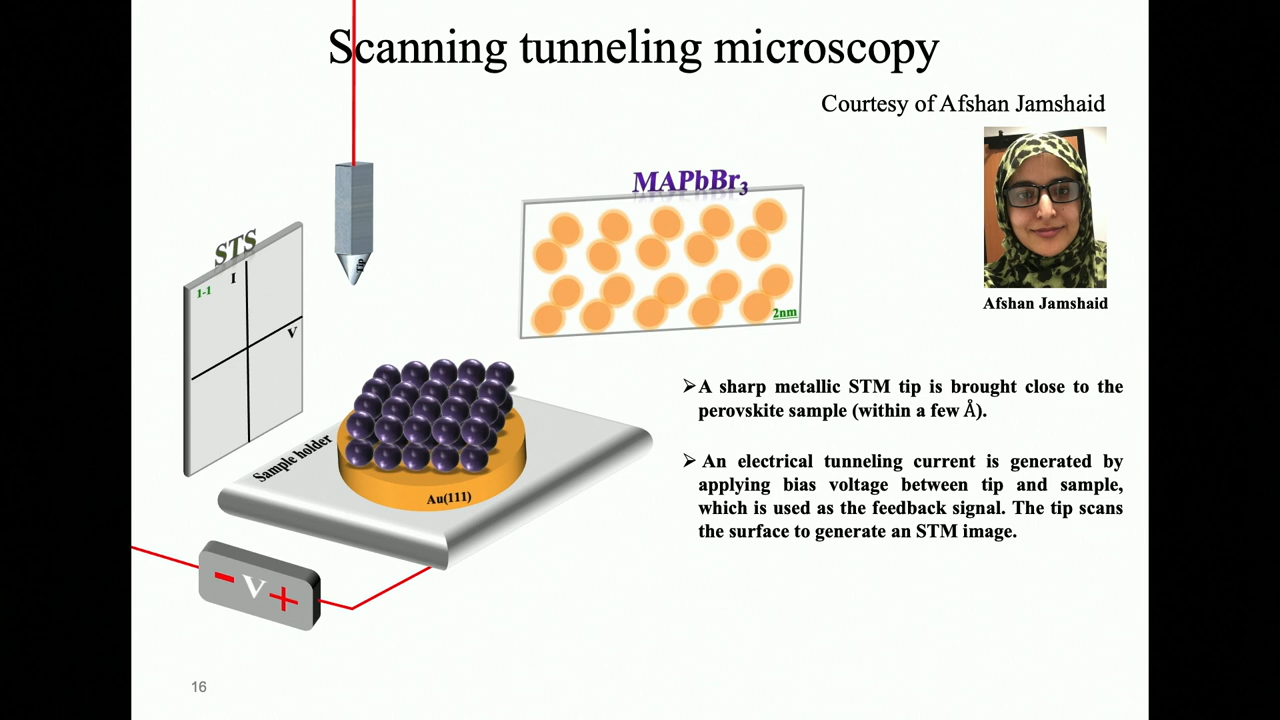 Scanning tunneling microscopy
Courtesy of Afshan Jamshaid
Afshan Jamshaid
MAPbBr₃
2nm
STS
I
1-1
V
Tip
Sample holder
Au(111)
- V +
➢A sharp metallic STM tip is brought close to the
perovskite sample (within a few Å).
➢ An electrical tunneling current is generated by
applying bias voltage between tip and sample,
which is used as the feedback signal. The tip scans
the surface to generate an STM image.
16